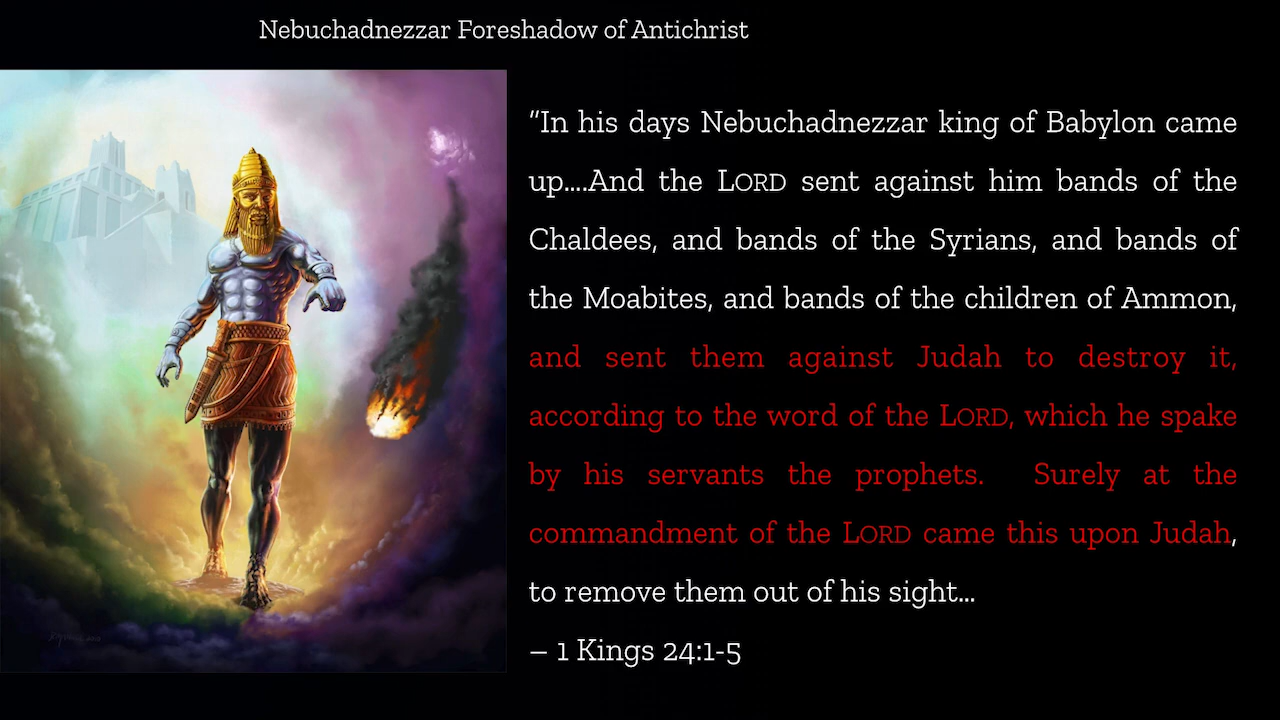 Nebuchadnezzar Foreshadow of Antichrist
“In his days Nebuchadnezzar king of Babylon came
up….And the LORD sent against him bands of the
Chaldees, and bands of the Syrians, and bands of
the Moabites, and bands of the children of Ammon,
and sent them against Judah to destroy it,
according to the word of the LORD, which he spake
by his servants the prophets. Surely at the
commandment of the LORD came this upon Judah,
to remove them out of his sight…
– 1 Kings 24:1-5